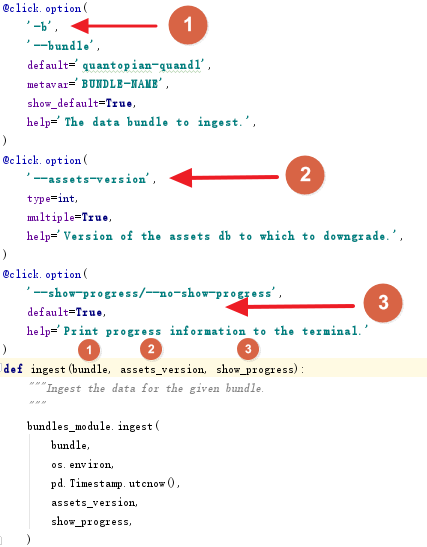 @click.option(
    '-b',
1
    '--bundle',
    default='quantopian-quandl',
    metavar='BUNDLE-NAME',
    show_default=True,
    help='The data bundle to ingest.',
)
@click.option(
    '--assets-version',
2
    type=int,
    multiple=True,
    help='Version of the assets db to which to downgrade.',
)
@click.option(
    '--show-progress/--no-show-progress',
3
    default=True,
    help='Print progress information to the terminal.'
)
1 2 3
def ingest(bundle, assets_version, show_progress):
    """Ingest the data for the given bundle.
    """
    bundles_module.ingest(
        bundle,
        os.environ,
        pd.Timestamp.utcnow(),
        assets_version,
        show_progress,
    )